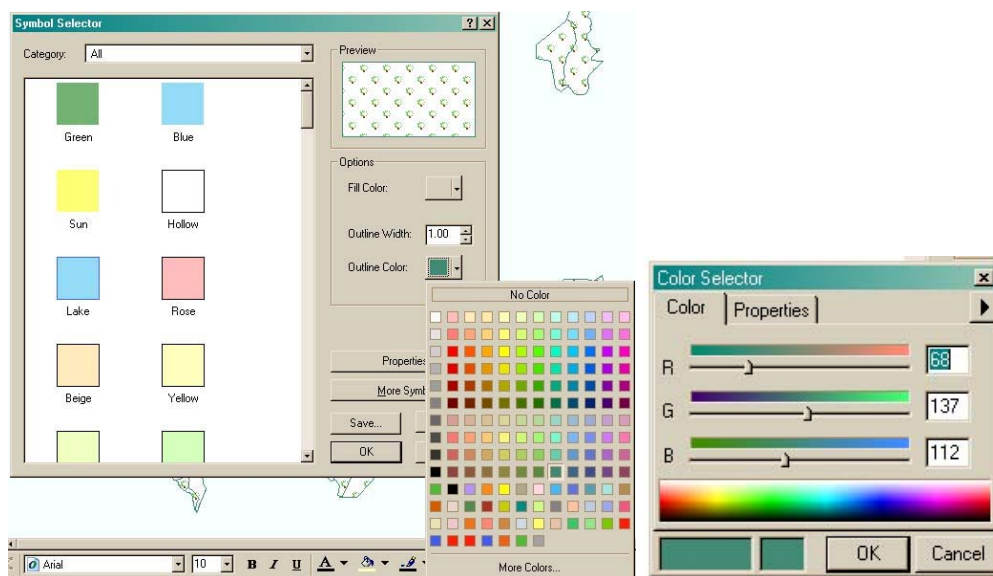 Symbol Selector
Category: All
Green
Blue
Sun
Hollow
Lake
Rose
Beige
Yellow
Preview
Options
Fill Color:
Outline Width: 1.00
Outline Color:
No Color
Properties
More Symb
Save...
OK
More Colors...
Arial 10 B I U A
Color Selector
Color Properties
R 68
G 137
B 112
OK Cancel